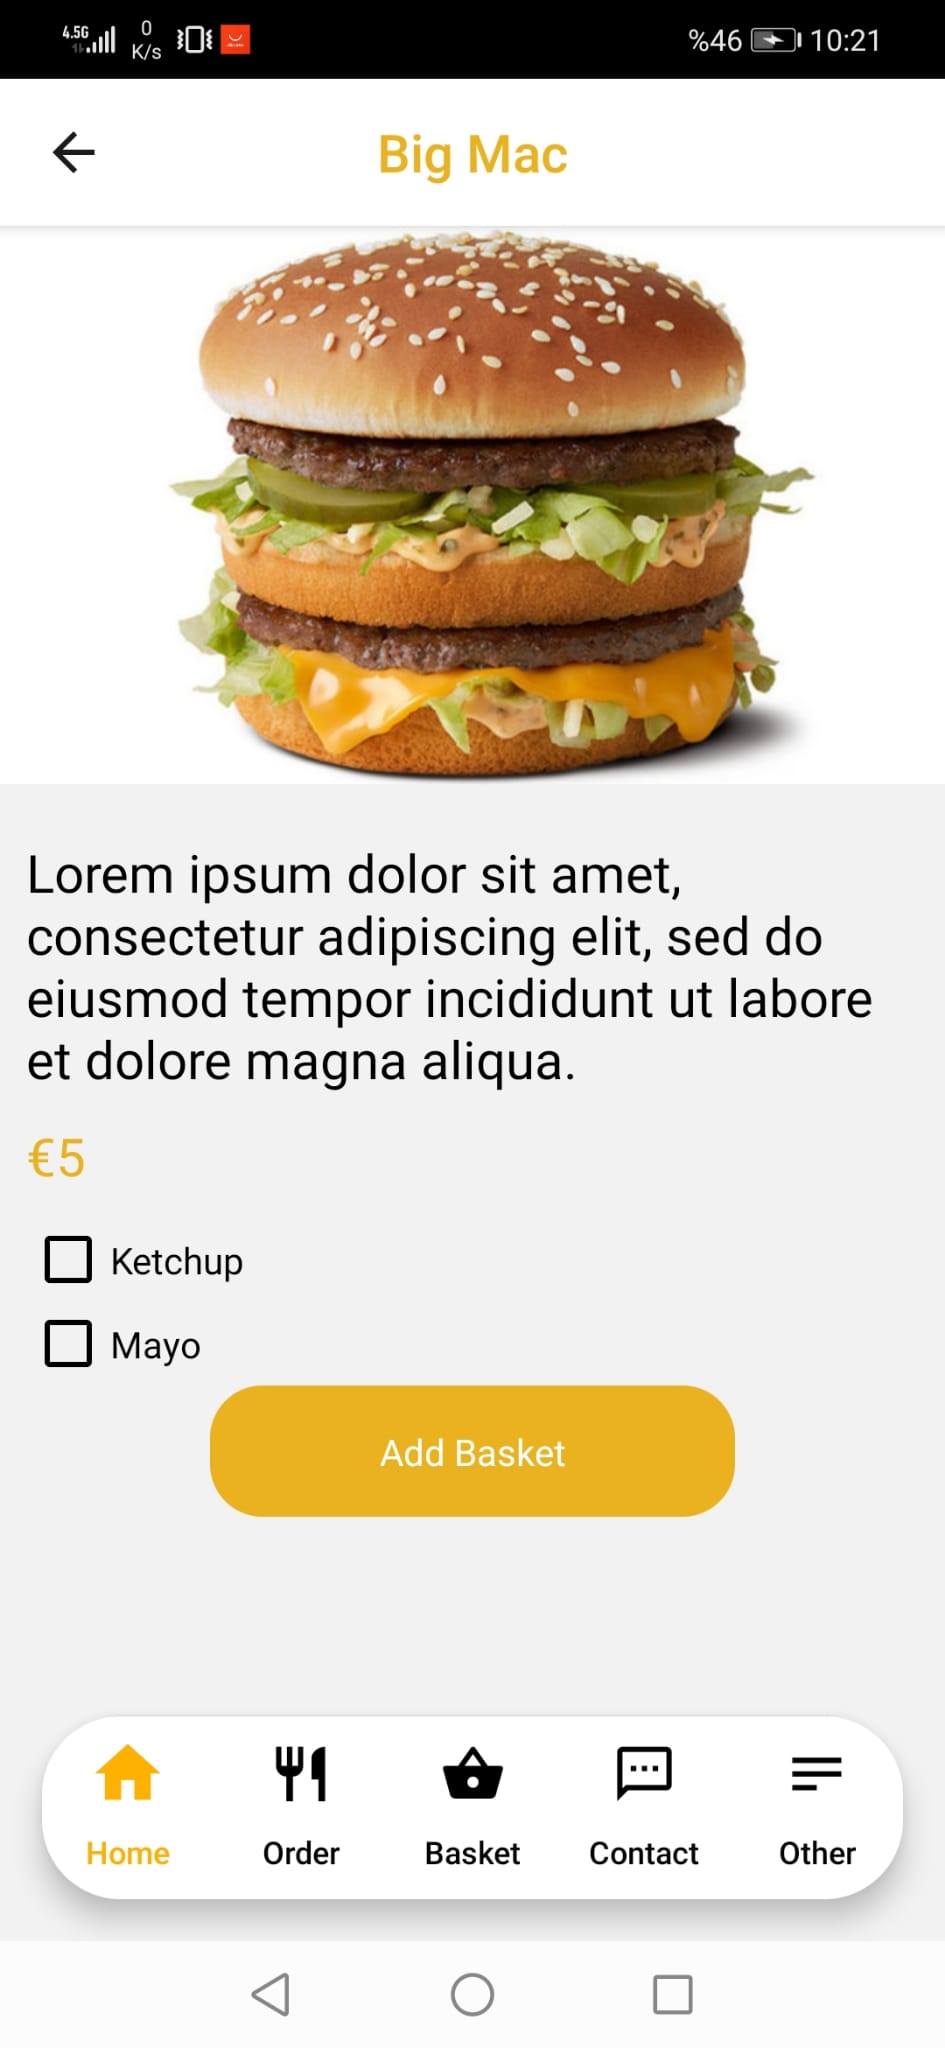 4.5G
0
K/s
%46
10:21
Big Mac
Lorem ipsum dolor sit amet,
consectetur adipiscing elit, sed do
eiusmod tempor incididunt ut labore
et dolore magna aliqua.
€5
Ketchup
Mayo
Add Basket
Home Order Basket Contact Other